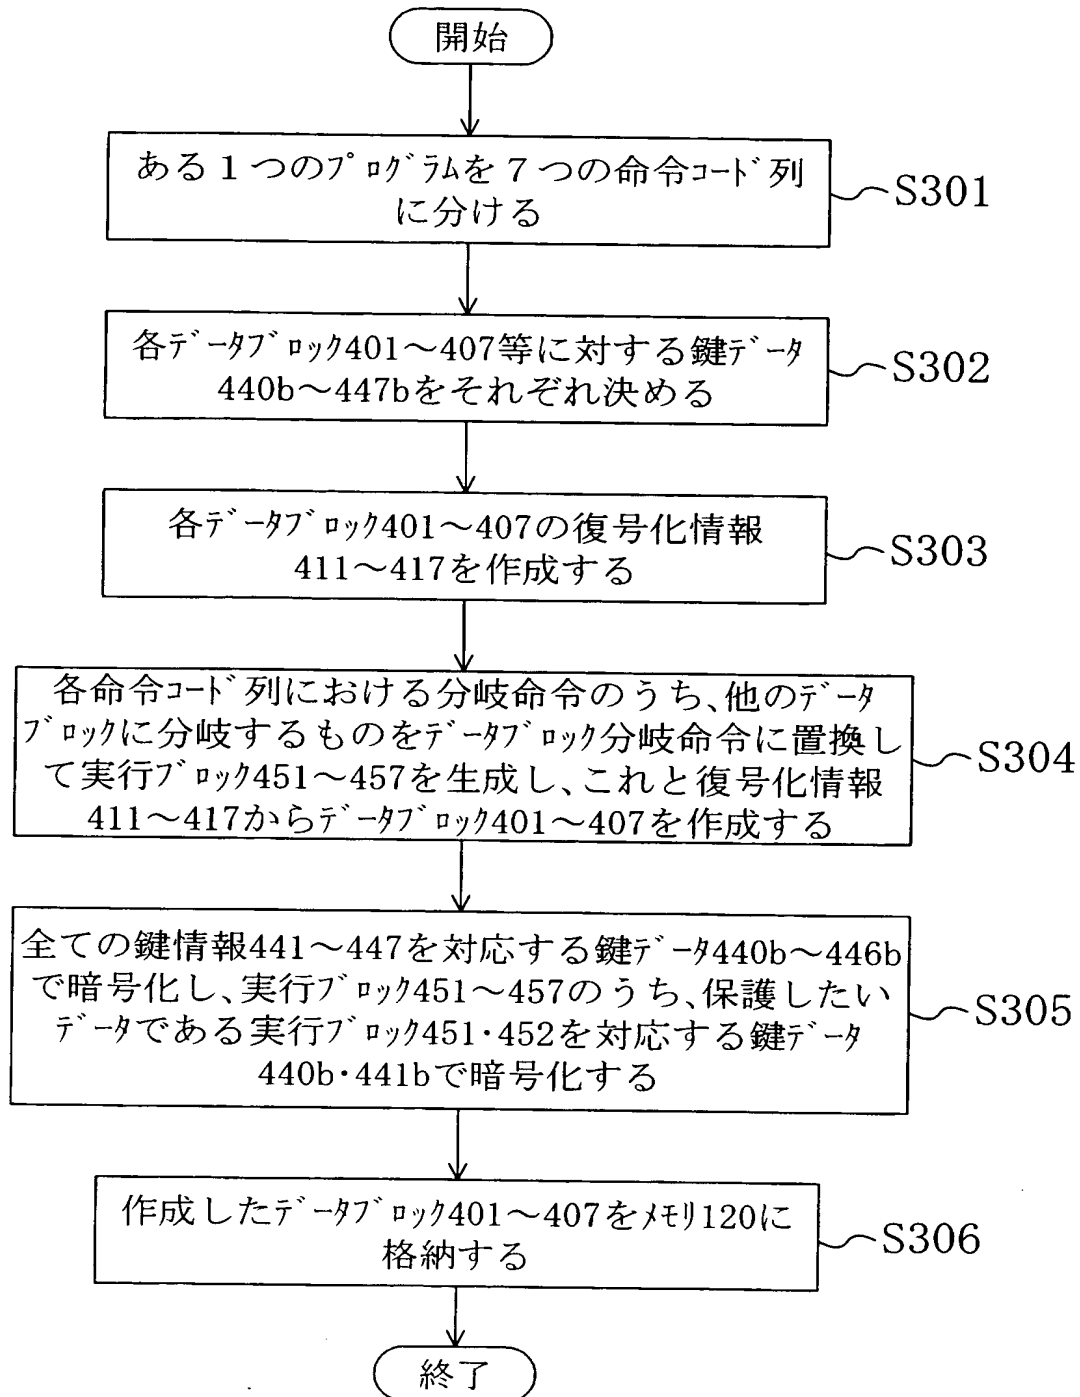 開始
ある１つのﾌﾟﾛｸﾞﾗﾑを７つの命令ｺｰﾄﾞ列
に分ける
S301
各ﾃﾞｰﾀﾌﾞﾛｯｸ401～407等に対する鍵ﾃﾞｰﾀ
440b～447bをそれぞれ決める
S302
各ﾃﾞｰﾀﾌﾞﾛｯｸ401～407の復号化情報
411～417を作成する
S303
各命令ｺｰﾄﾞ列における分岐命令のうち、他のﾃﾞｰﾀ
ﾌﾞﾛｯｸに分岐するものをﾃﾞｰﾀﾌﾞﾛｯｸ分岐命令に置換し
て実行ﾌﾞﾛｯｸ451～457を生成し、これと復号化情報
411～417からﾃﾞｰﾀﾌﾞﾛｯｸ401～407を作成する
S304
全ての鍵情報441～447を対応する鍵ﾃﾞｰﾀ440b～446b
で暗号化し、実行ﾌﾞﾛｯｸ451～457のうち、保護したい
ﾃﾞｰﾀである実行ﾌﾞﾛｯｸ451･452を対応する鍵ﾃﾞｰﾀ
440b･441bで暗号化する
S305
作成したﾃﾞｰﾀﾌﾞﾛｯｸ401～407をﾒﾓﾘ120に
格納する
S306
終了